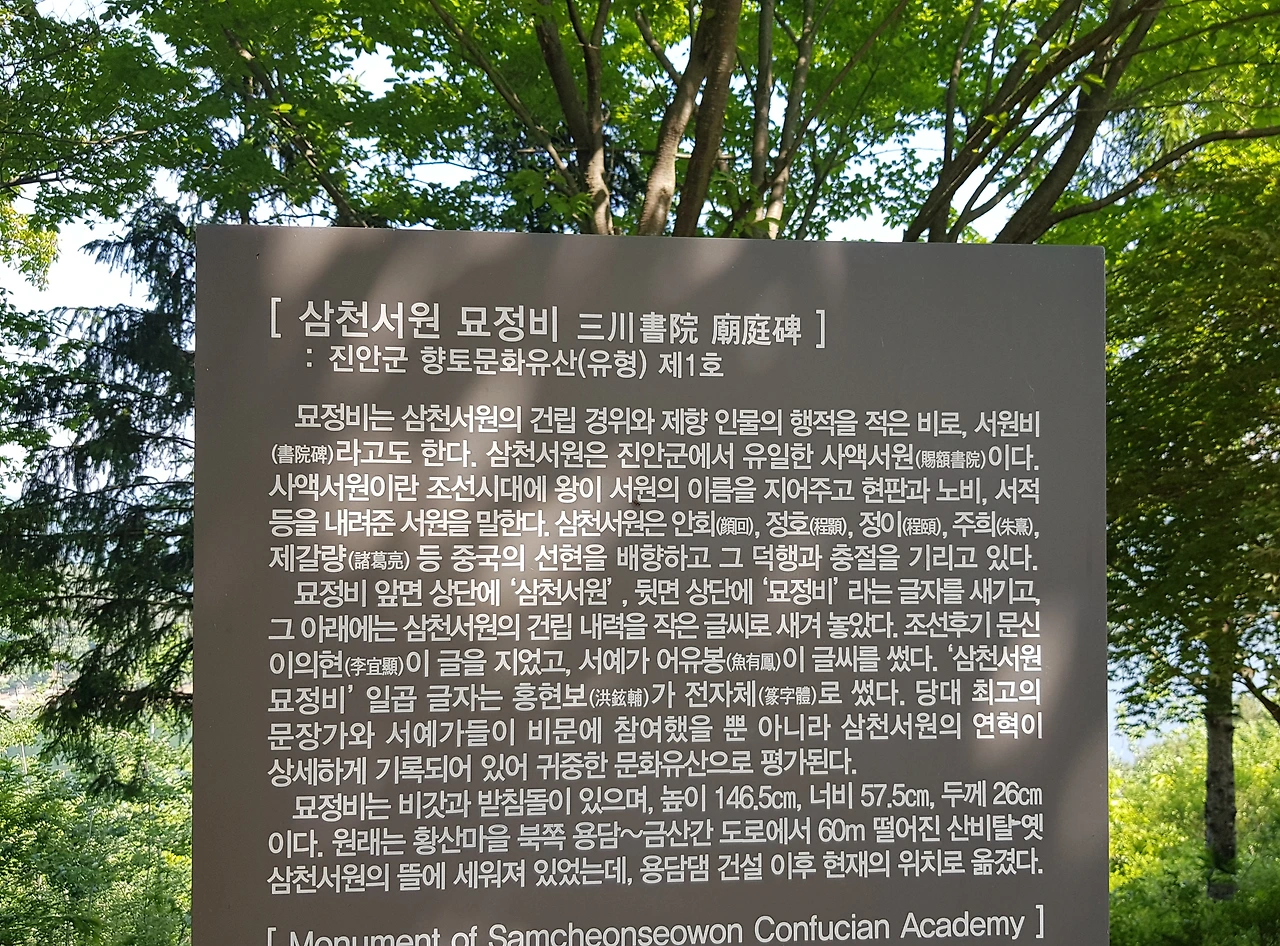 [ 삼천서원 묘정비 三川書院 廟庭碑 ]
: 진안군 향토문화유산(유형) 제1호
묘정비는 삼천서원의 건립 경위와 제향 인물의 행적을 적은 비로, 서원비
(書院碑)라고도 한다. 삼천서원은 진안군에서 유일한 사액서원(賜額書院)이다.
사액서원이란 조선시대에 왕이 서원의 이름을 지어주고 현판과 노비, 서적
등을 내려준 서원을 말한다. 삼천서원은 안회(顔回), 정호(程顥), 정이(程頤), 주희(朱熹),
제갈량(諸葛亮) 등 중국의 선현을 배향하고 그 덕행과 충절을 기리고 있다.
묘정비 앞면 상단에 ‘삼천서원’, 뒷면 상단에 ‘묘정비’ 라는 글자를 새기고,
그 아래에는 삼천서원의 건립 내력을 작은 글씨로 새겨 놓았다. 조선후기 문신
이의현(李宜顯)이 글을 지었고, 서예가 어유봉(魚有鳳)이 글씨를 썼다. ‘삼천서원
묘정비’ 일곱 글자는 홍현보(洪鉉輔)가 전자체(篆字體)로 썼다. 당대 최고의
문장가와 서예가들이 비문에 참여했을 뿐 아니라 삼천서원의 연혁이
상세하게 기록되어 있어 귀중한 문화유산으로 평가된다.
묘정비는 비갓과 받침돌이 있으며, 높이 146.5㎝, 너비 57.5㎝, 두께 26㎝
이다. 원래는 황산마을 북쪽 용담~금산간 도로에서 60m 떨어진 산비탈 옛
삼천서원의 뜰에 세워져 있었는데, 용담댐 건설 이후 현재의 위치로 옮겼다.
[ Monument of Samcheonseowon Confucian Academy ]